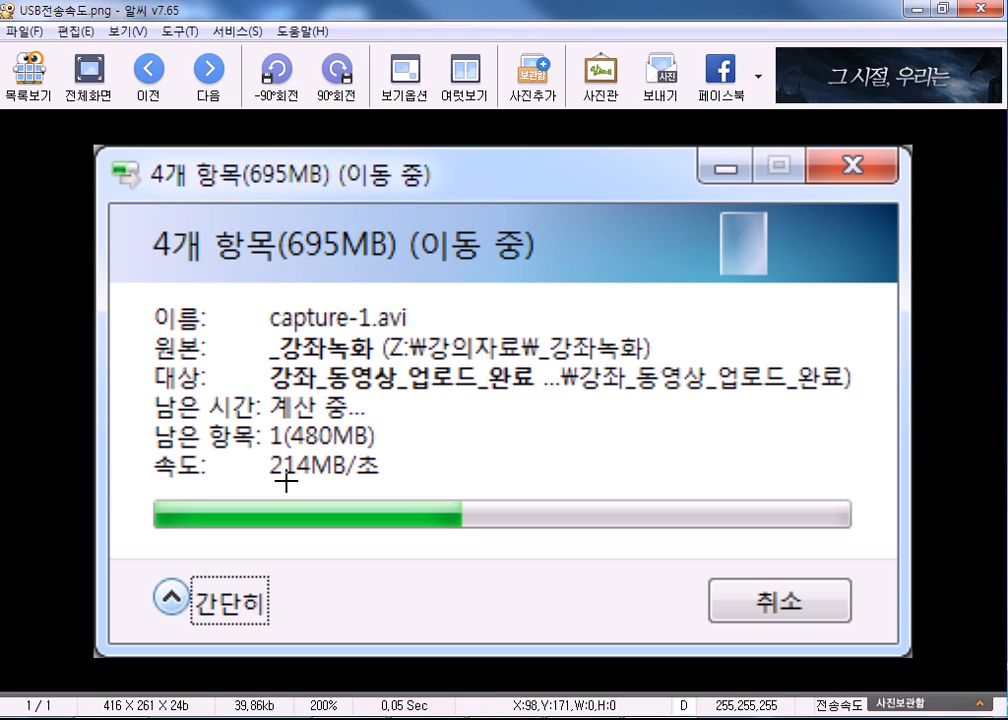 USB전송속도.png - 알씨 v7.65
파일(F) 편집(E) 보기(V) 도구(T) 서비스(S) 도움말(H)
보관함 알씨 사진
목록보기 전체화면 이전 다음 -90°회전 90°회전 보기옵션 여럿보기 사진추가 사진관 보내기 페이스북
그 시절, 우리는
4개 항목(695MB) (이동 중)
4개 항목(695MB) (이동 중)
이름: capture-1.avi
원본: _강좌녹화 (Z:₩강의자료₩_강좌녹화)
대상: 강좌_동영상_업로드_완료 ...₩강좌_동영상_업로드_완료)
남은 시간: 계산 중...
남은 항목: 1(480MB)
속도: 214MB/초
간단히 취소
1 / 1 416 X 261 X 24b 39,86kb 200% 0,05 Sec X:98,Y:171,W:0,H:0 D 255,255,255 전송속도 사진보관함